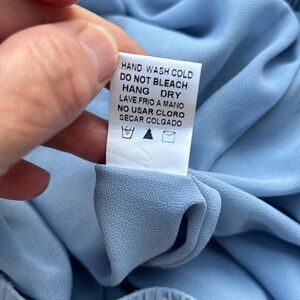 HAND WASH COLD
DO NOT BLEACH
HANG DRY
LAVE FRIO A MANO
NO USAR CLORO
SECAR COLGADO